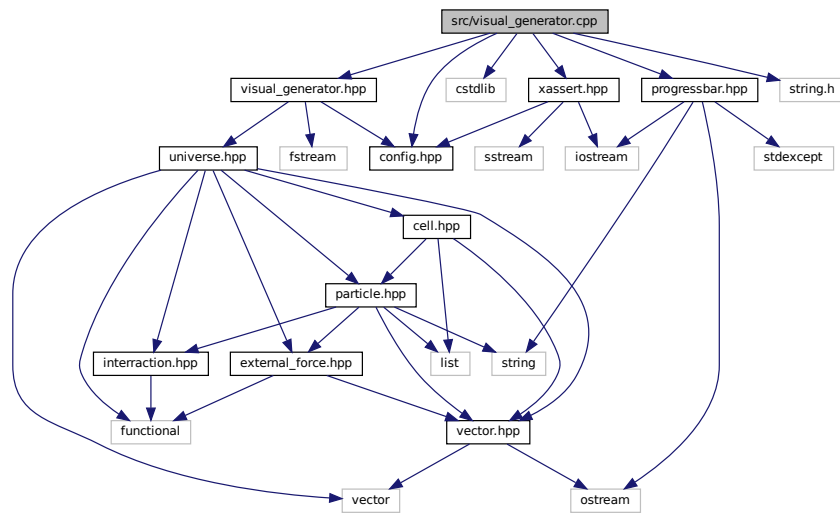 src/visual_generator.cpp
visual_generator.hpp
cstdlib
xassert.hpp
progressbar.hpp
string.h
universe.hpp
fstream
config.hpp
sstream
iostream
stdexcept
cell.hpp
particle.hpp
interraction.hpp
external_force.hpp
list
string
functional
vector.hpp
vector
ostream